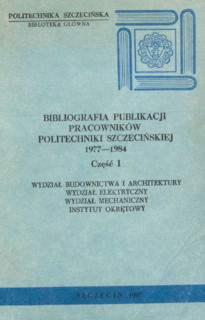 POLITECHNIKA SZCZECIŃSKA
BIBLIOTEKA GŁÓWNA
BIBLIOGRAFIA PUBLIKACJI
PRACOWNIKÓW
POLITECHNIKI SZCZECIŃSKIEJ
1977—1984
Część 1
WYDZIAŁ BUDOWNICTWA I ARCHITEKTURY
WYDZIAŁ ELEKTRYCZNY
WYDZIAŁ MECHANICZNY
INSTYTUT OKRĘTOWY
SZCZECIN 1987